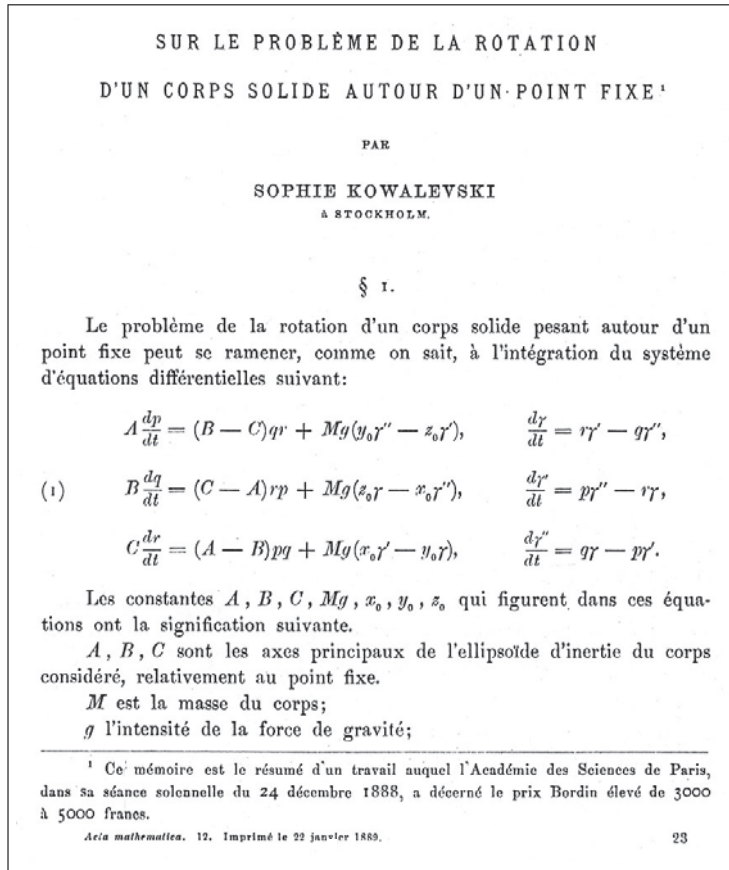 SUR LE PROBLÈME DE LA ROTATION
D'UN CORPS SOLIDE AUTOUR D'UN POINT FIXE ¹
PAR
SOPHIE KOWALEVSKI
à STOCKHOLM.
§ 1.
Le problème de la rotation d'un corps solide pesant autour d'un
point fixe peut se ramener, comme on sait, à l'intégration du système
d'équations différentielles suivant:
A dp/dt = (B — C)qr + Mg(y₀γ'' — z₀γ'), dγ/dt = rγ' — qγ'',
(1) B dq/dt = (C — A)rp + Mg(z₀γ — x₀γ''), dγ'/dt = pγ'' — rγ,
C dr/dt = (A — B)pq + Mg(x₀γ' — y₀γ), dγ''/dt = qγ — pγ'.
Les constantes A, B, C, Mg, x₀, y₀, z₀ qui figurent dans ces équa-
tions ont la signification suivante.
A, B, C sont les axes principaux de l'ellipsoïde d'inertie du corps
considéré, relativement au point fixe.
M est la masse du corps;
g l'intensité de la force de gravité;
¹ Ce mémoire est le résumé d'un travail auquel l'Académie des Sciences de Paris,
dans sa séance solennelle du 24 décembre 1888, a décerné le prix Bordin élevé de 3000
à 5000 francs.
Acta mathematica. 12. Imprimé le 22 janvier 1889. 23